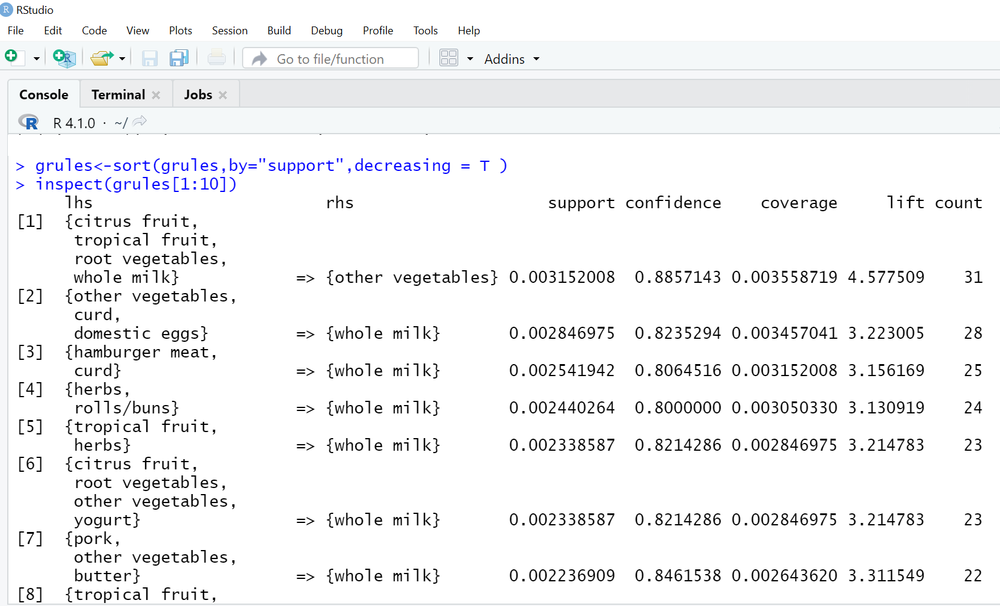 R RStudio
File Edit Code View Plots Session Build Debug Profile Tools Help
R Go to file/function Addins
Console Terminal × Jobs ×
R R 4.1.0 · ~/
> grules<-sort(grules,by="support",decreasing = T )
> inspect(grules[1:10])
lhs rhs support confidence coverage lift count
[1] {citrus fruit,
tropical fruit,
root vegetables,
whole milk} => {other vegetables} 0.003152008 0.8857143 0.003558719 4.577509 31
[2] {other vegetables,
curd,
domestic eggs} => {whole milk} 0.002846975 0.8235294 0.003457041 3.223005 28
[3] {hamburger meat,
curd} => {whole milk} 0.002541942 0.8064516 0.003152008 3.156169 25
[4] {herbs,
rolls/buns} => {whole milk} 0.002440264 0.8000000 0.003050330 3.130919 24
[5] {tropical fruit,
herbs} => {whole milk} 0.002338587 0.8214286 0.002846975 3.214783 23
[6] {citrus fruit,
root vegetables,
other vegetables,
yogurt} => {whole milk} 0.002338587 0.8214286 0.002846975 3.214783 23
[7] {pork,
other vegetables,
butter} => {whole milk} 0.002236909 0.8461538 0.002643620 3.311549 22
[8] {tropical fruit,